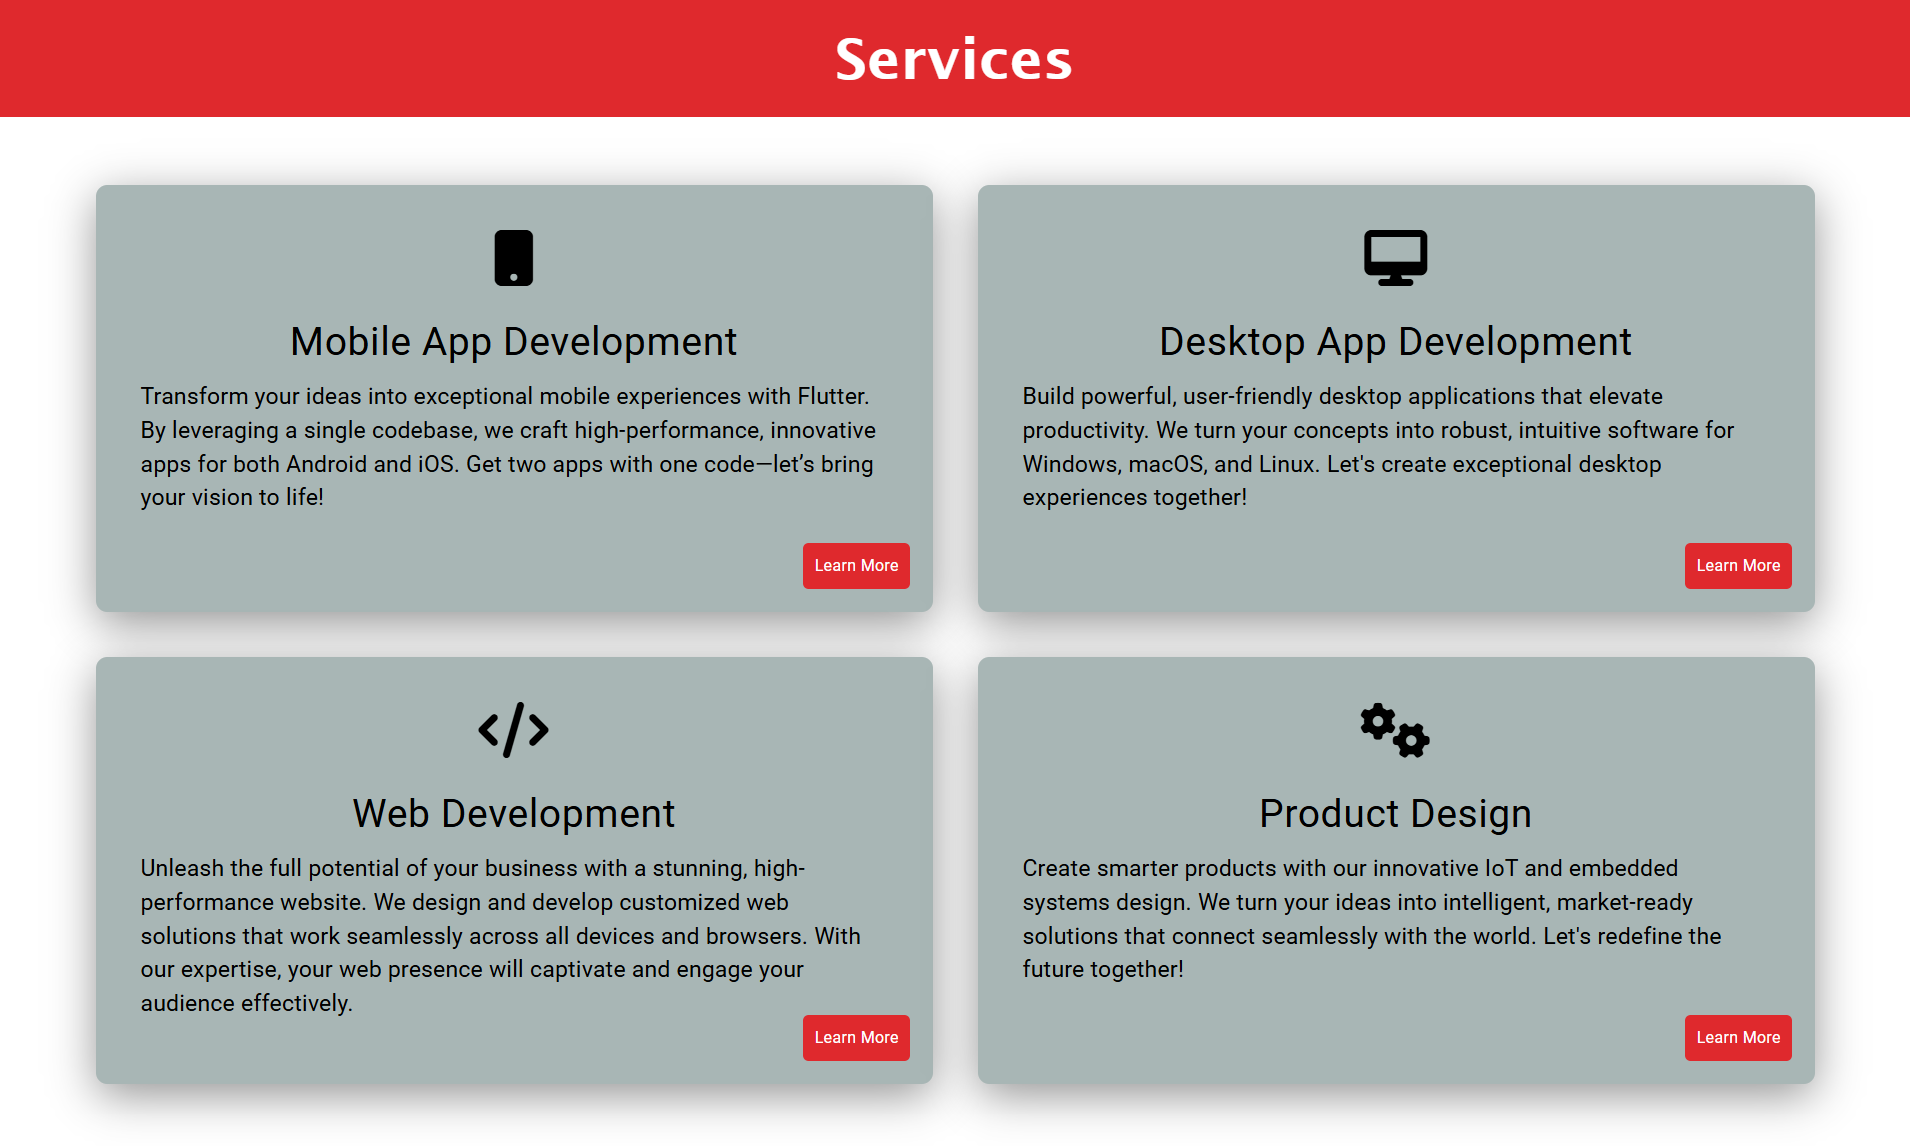 Services
Mobile App Development
Transform your ideas into exceptional mobile experiences with Flutter.
By leveraging a single codebase, we craft high-performance, innovative
apps for both Android and iOS. Get two apps with one code—let’s bring
your vision to life!
Learn More
Desktop App Development
Build powerful, user-friendly desktop applications that elevate
productivity. We turn your concepts into robust, intuitive software for
Windows, macOS, and Linux. Let's create exceptional desktop
experiences together!
Learn More
Web Development
Unleash the full potential of your business with a stunning, high-
performance website. We design and develop customized web
solutions that work seamlessly across all devices and browsers. With
our expertise, your web presence will captivate and engage your
audience effectively.
Learn More
Product Design
Create smarter products with our innovative IoT and embedded
systems design. We turn your ideas into intelligent, market-ready
solutions that connect seamlessly with the world. Let's redefine the
future together!
Learn More